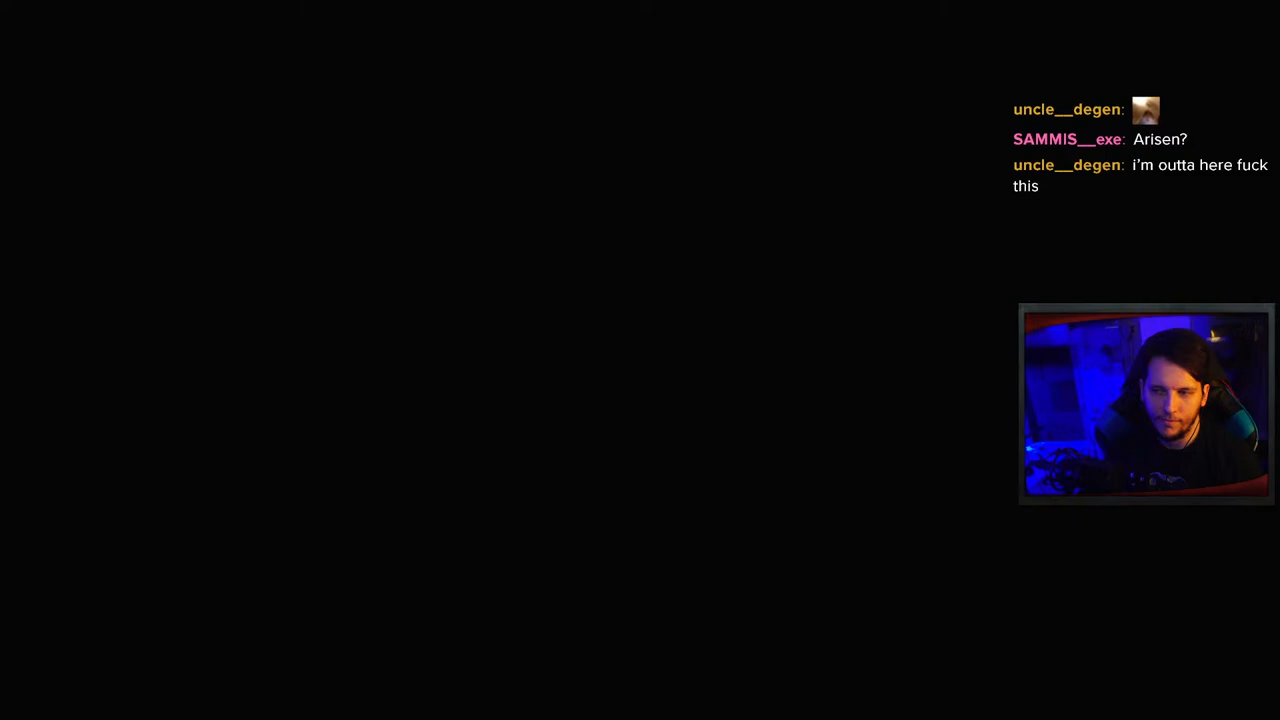 uncle__degen:
SAMMIS__exe: Arisen?
uncle__degen: i'm outta here fuck
this